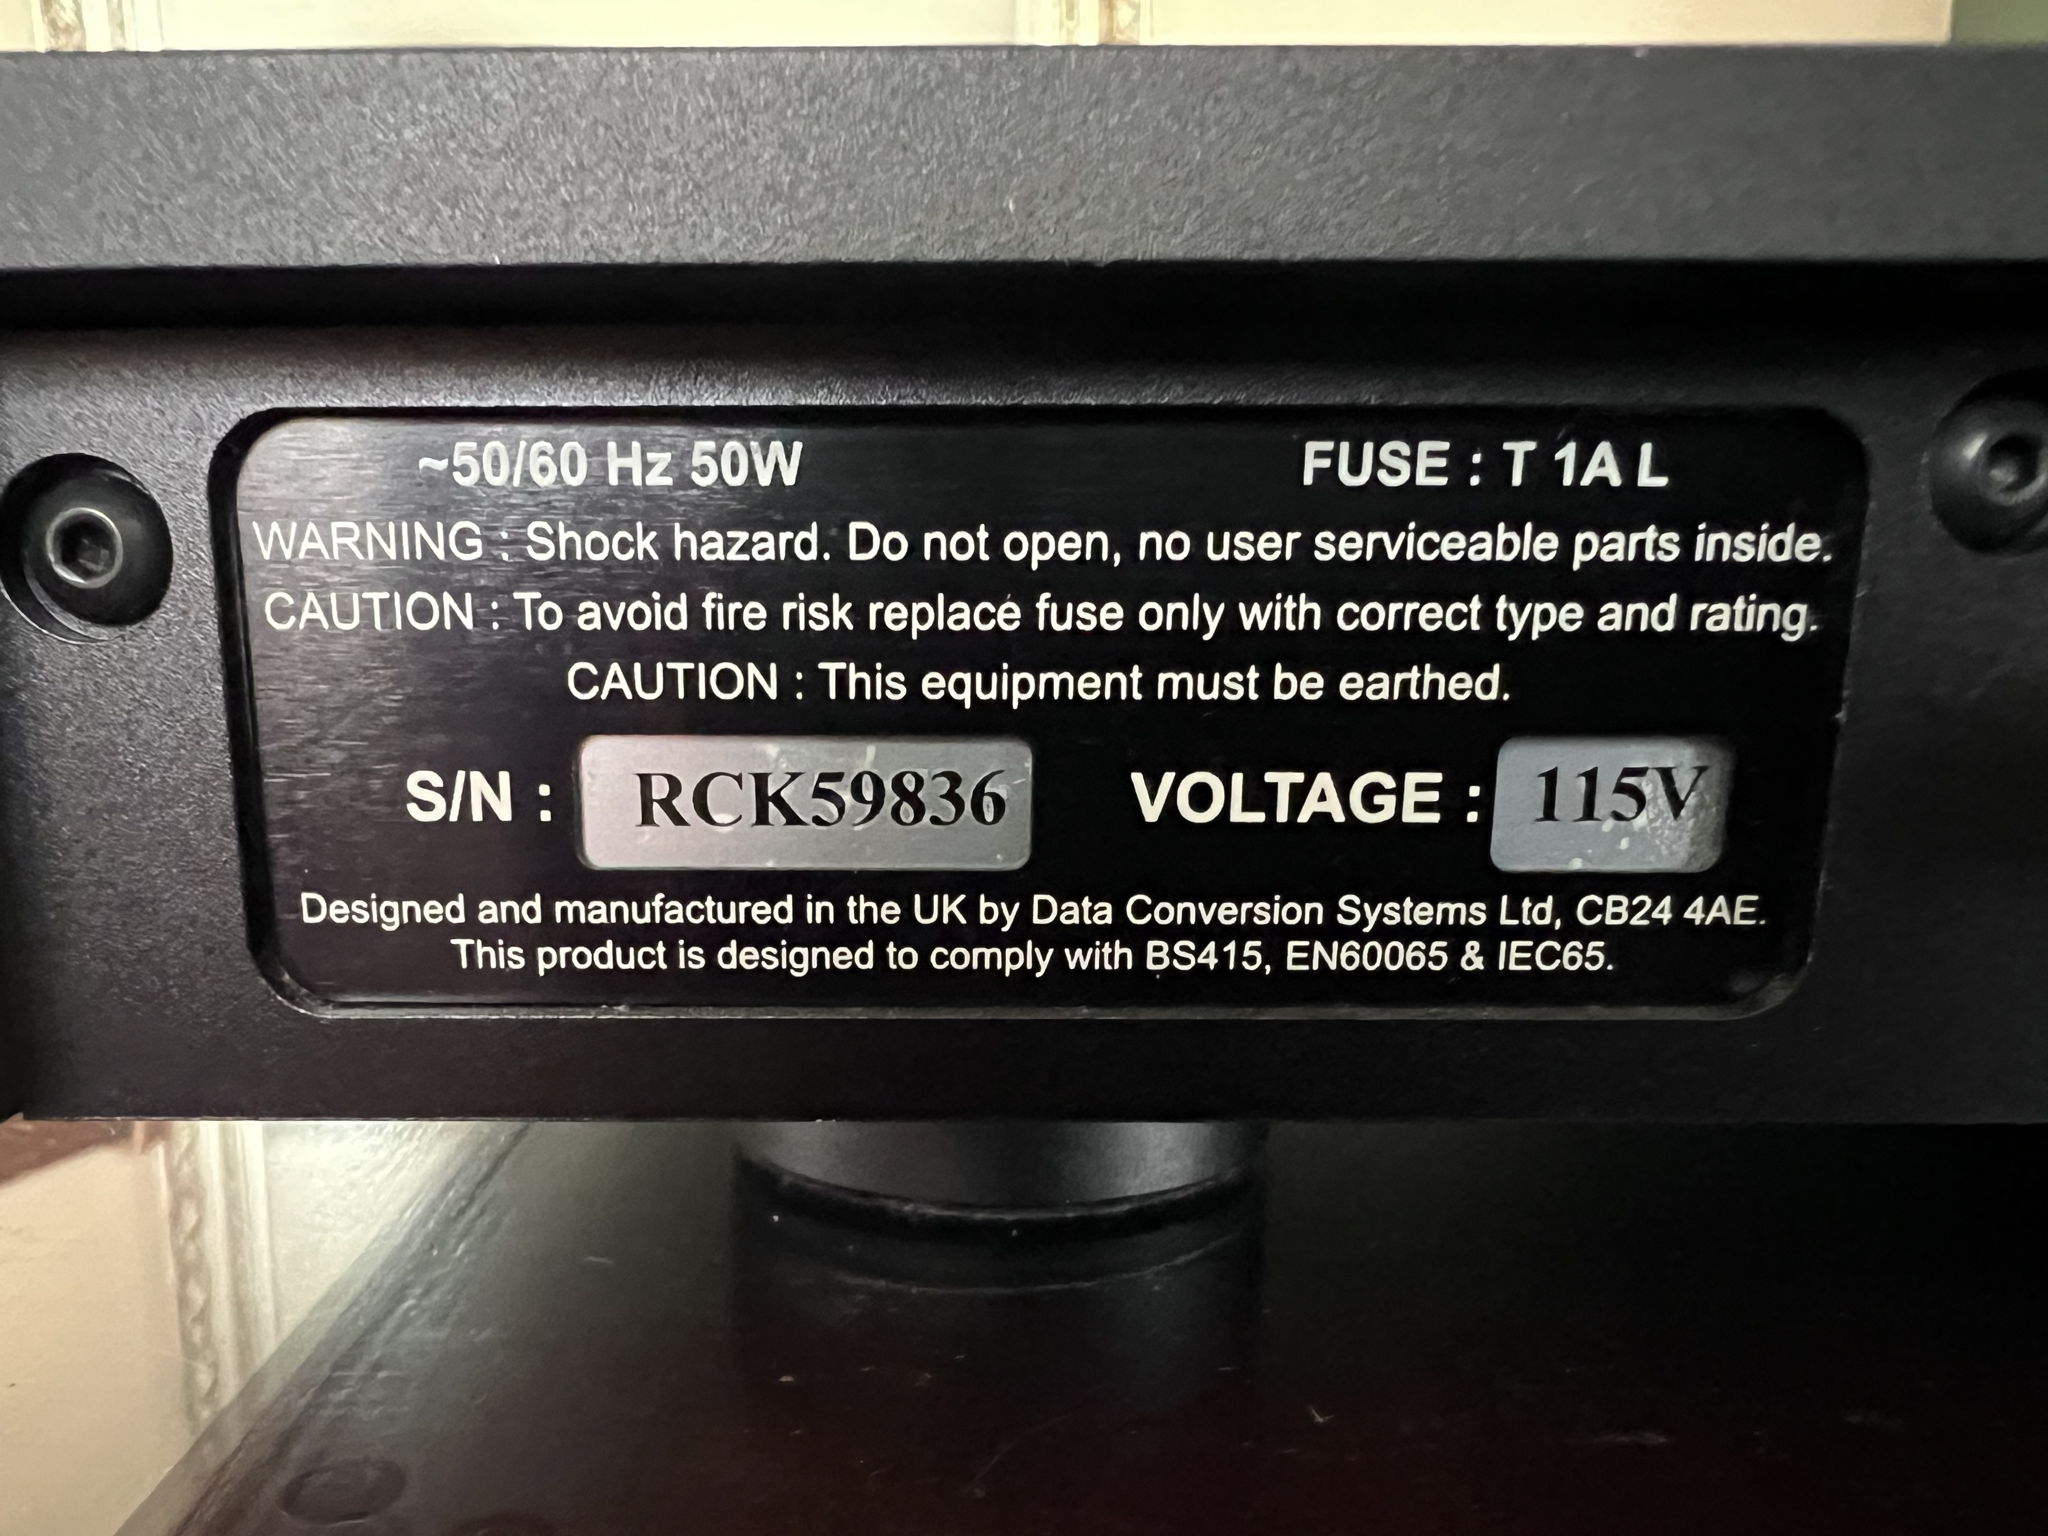 ~50/60 Hz 50W FUSE : T 1A L
WARNING : Shock hazard. Do not open, no user serviceable parts inside.
CAUTION : To avoid fire risk replace fuse only with correct type and rating.
CAUTION : This equipment must be earthed.
S/N : RCK59836 VOLTAGE : 115V
Designed and manufactured in the UK by Data Conversion Systems Ltd, CB24 4AE.
This product is designed to comply with BS415, EN60065 & IEC65.